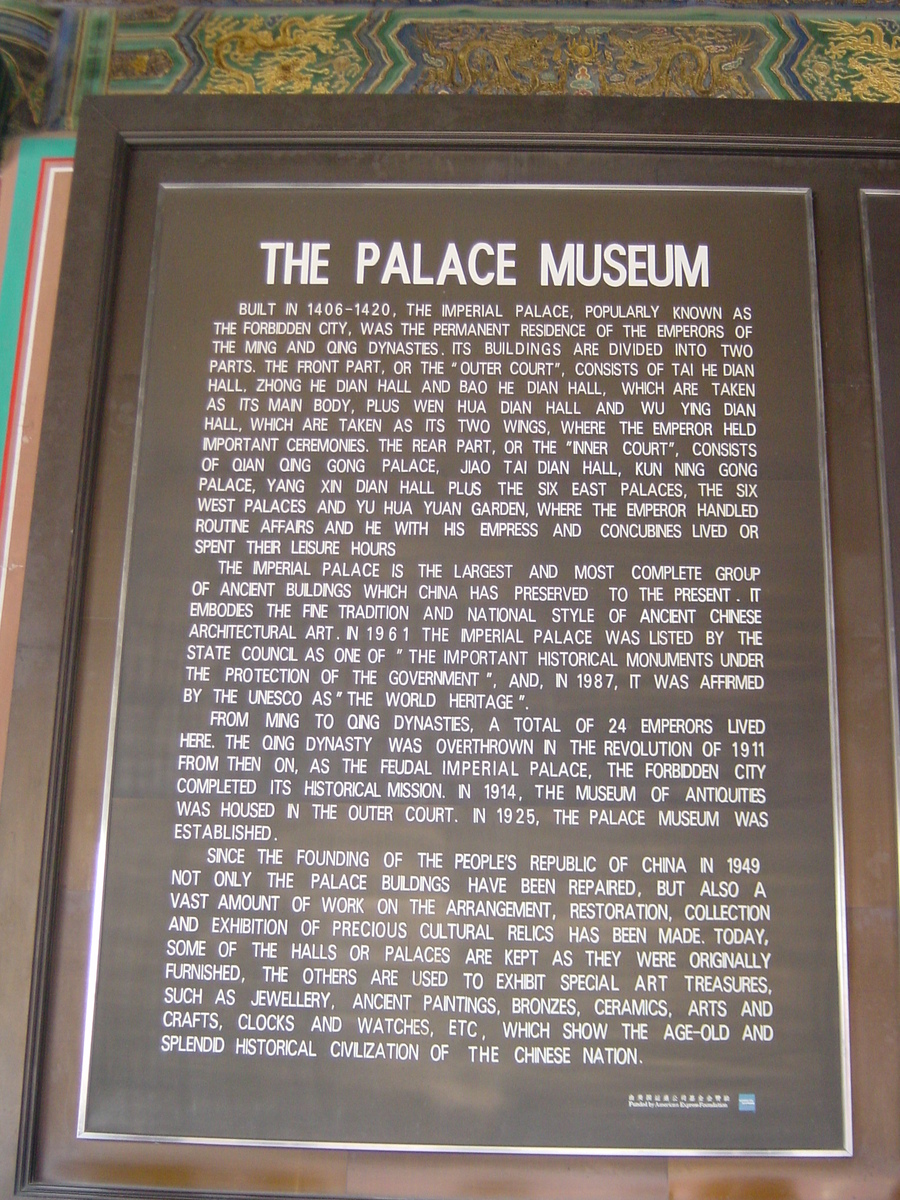 THE PALACE MUSEUM
BUILT IN 1406-1420, THE IMPERIAL PALACE, POPULARLY KNOWN AS
THE FORBIDDEN CITY, WAS THE PERMANENT RESIDENCE OF THE EMPERORS OF
THE MING AND QING DYNASTIES. ITS BUILDINGS ARE DIVIDED INTO TWO
PARTS. THE FRONT PART, OR THE "OUTER COURT", CONSISTS OF TAI HE DIAN
HALL, ZHONG HE DIAN HALL AND BAO HE DIAN HALL, WHICH ARE TAKEN
AS ITS MAIN BODY, PLUS WEN HUA DIAN HALL AND WU YING DIAN
HALL, WHICH ARE TAKEN AS ITS TWO WINGS, WHERE THE EMPEROR HELD
IMPORTANT CEREMONIES. THE REAR PART, OR THE "INNER COURT", CONSISTS
OF QIAN QING GONG PALACE, JIAO TAI DIAN HALL, KUN NING GONG
PALACE, YANG XIN DIAN HALL PLUS THE SIX EAST PALACES, THE SIX
WEST PALACES AND YU HUA YUAN GARDEN, WHERE THE EMPEROR HANDLED
ROUTINE AFFAIRS AND HE WITH HIS EMPRESS AND CONCUBINES LIVED OR
SPENT THEIR LEISURE HOURS
THE IMPERIAL PALACE IS THE LARGEST AND MOST COMPLETE GROUP
OF ANCIENT BUILDINGS WHICH CHINA HAS PRESERVED TO THE PRESENT. IT
EMBODIES THE FINE TRADITION AND NATIONAL STYLE OF ANCIENT CHINESE
ARCHITECTURAL ART. IN 1961 THE IMPERIAL PALACE WAS LISTED BY THE
STATE COUNCIL AS ONE OF "THE IMPORTANT HISTORICAL MONUMENTS UNDER
THE PROTECTION OF THE GOVERNMENT", AND, IN 1987, IT WAS AFFIRMED
BY THE UNESCO AS "THE WORLD HERITAGE".
FROM MING TO QING DYNASTIES, A TOTAL OF 24 EMPERORS LIVED
HERE. THE QING DYNASTY WAS OVERTHROWN IN THE REVOLUTION OF 1911
FROM THEN ON, AS THE FEUDAL IMPERIAL PALACE, THE FORBIDDEN CITY
COMPLETED ITS HISTORICAL MISSION. IN 1914, THE MUSEUM OF ANTIQUITIES
WAS HOUSED IN THE OUTER COURT. IN 1925, THE PALACE MUSEUM WAS
ESTABLISHED.
SINCE THE FOUNDING OF THE PEOPLE'S REPUBLIC OF CHINA IN 1949
NOT ONLY THE PALACE BUILDINGS HAVE BEEN REPAIRED, BUT ALSO A
VAST AMOUNT OF WORK ON THE ARRANGEMENT, RESTORATION, COLLECTION
AND EXHIBITION OF PRECIOUS CULTURAL RELICS HAS BEEN MADE. TODAY,
SOME OF THE HALLS OR PALACES ARE KEPT AS THEY WERE ORIGINALLY
FURNISHED, THE OTHERS ARE USED TO EXHIBIT SPECIAL ART TREASURES,
SUCH AS JEWELLERY, ANCIENT PAINTINGS, BRONZES, CERAMICS, ARTS AND
CRAFTS, CLOCKS AND WATCHES, ETC, WHICH SHOW THE AGE-OLD AND
SPLENDID HISTORICAL CIVILIZATION OF THE CHINESE NATION.
Funded by American Express Foundation